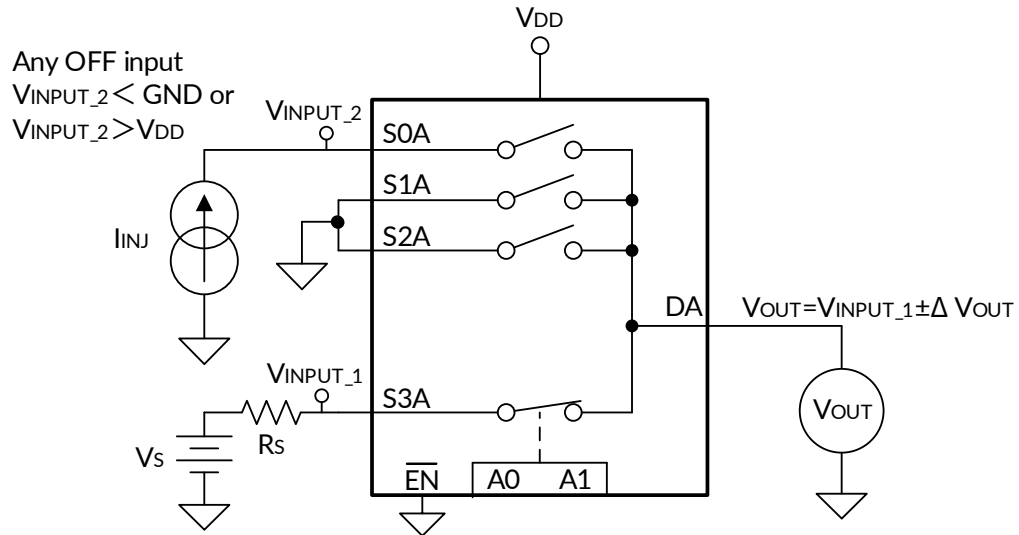 VDD
Any OFF input
VINPUT_2＜GND or
VINPUT_2＞VDD
VINPUT_2
S0A
S1A
S2A
IINJ
DA
VOUT=VINPUT_1±Δ VOUT
VINPUT_1
S3A
VOUT
VS
RS
EN
A0
A1